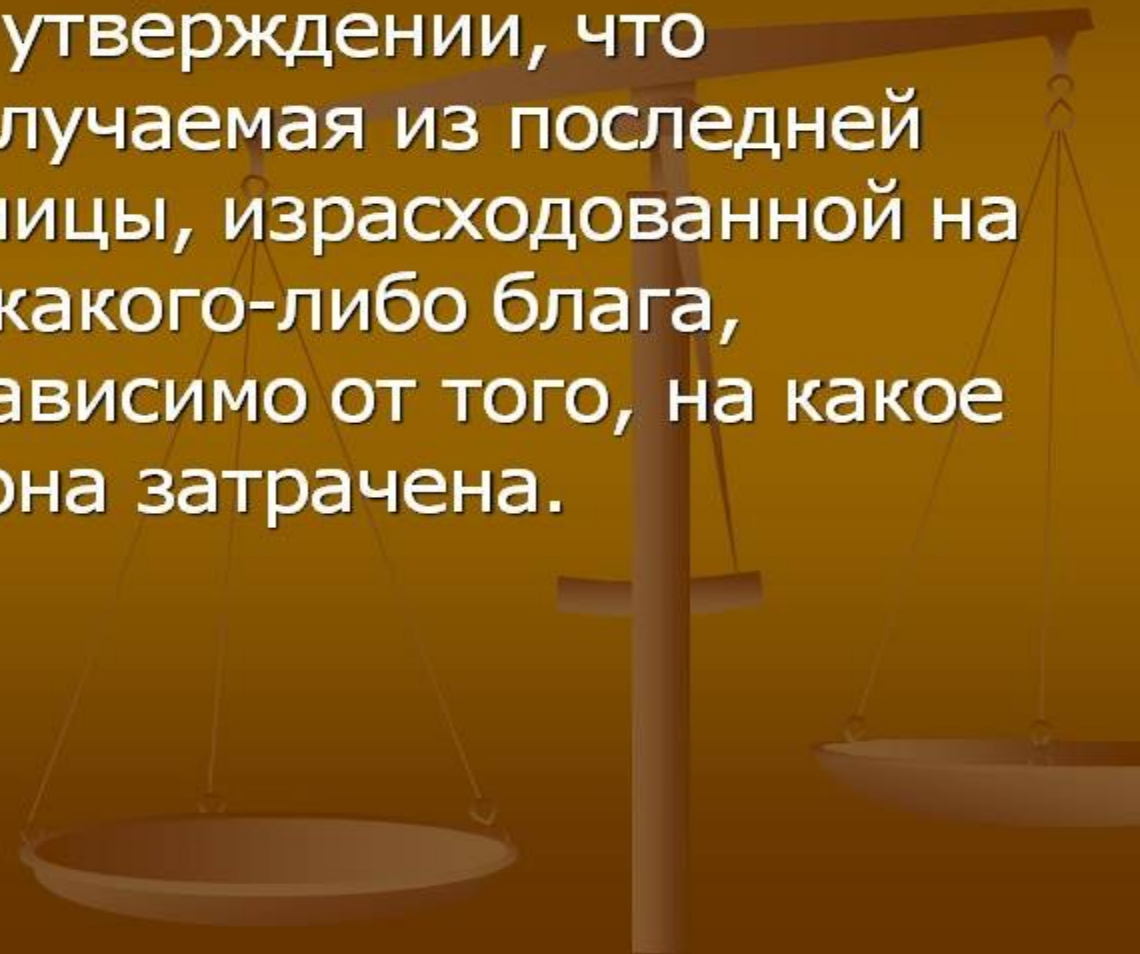 утверждении, что
лучаемая из последней
ницы, израсходованной на
какого-либо блага,
ависимо от того, на какое
она затрачена.